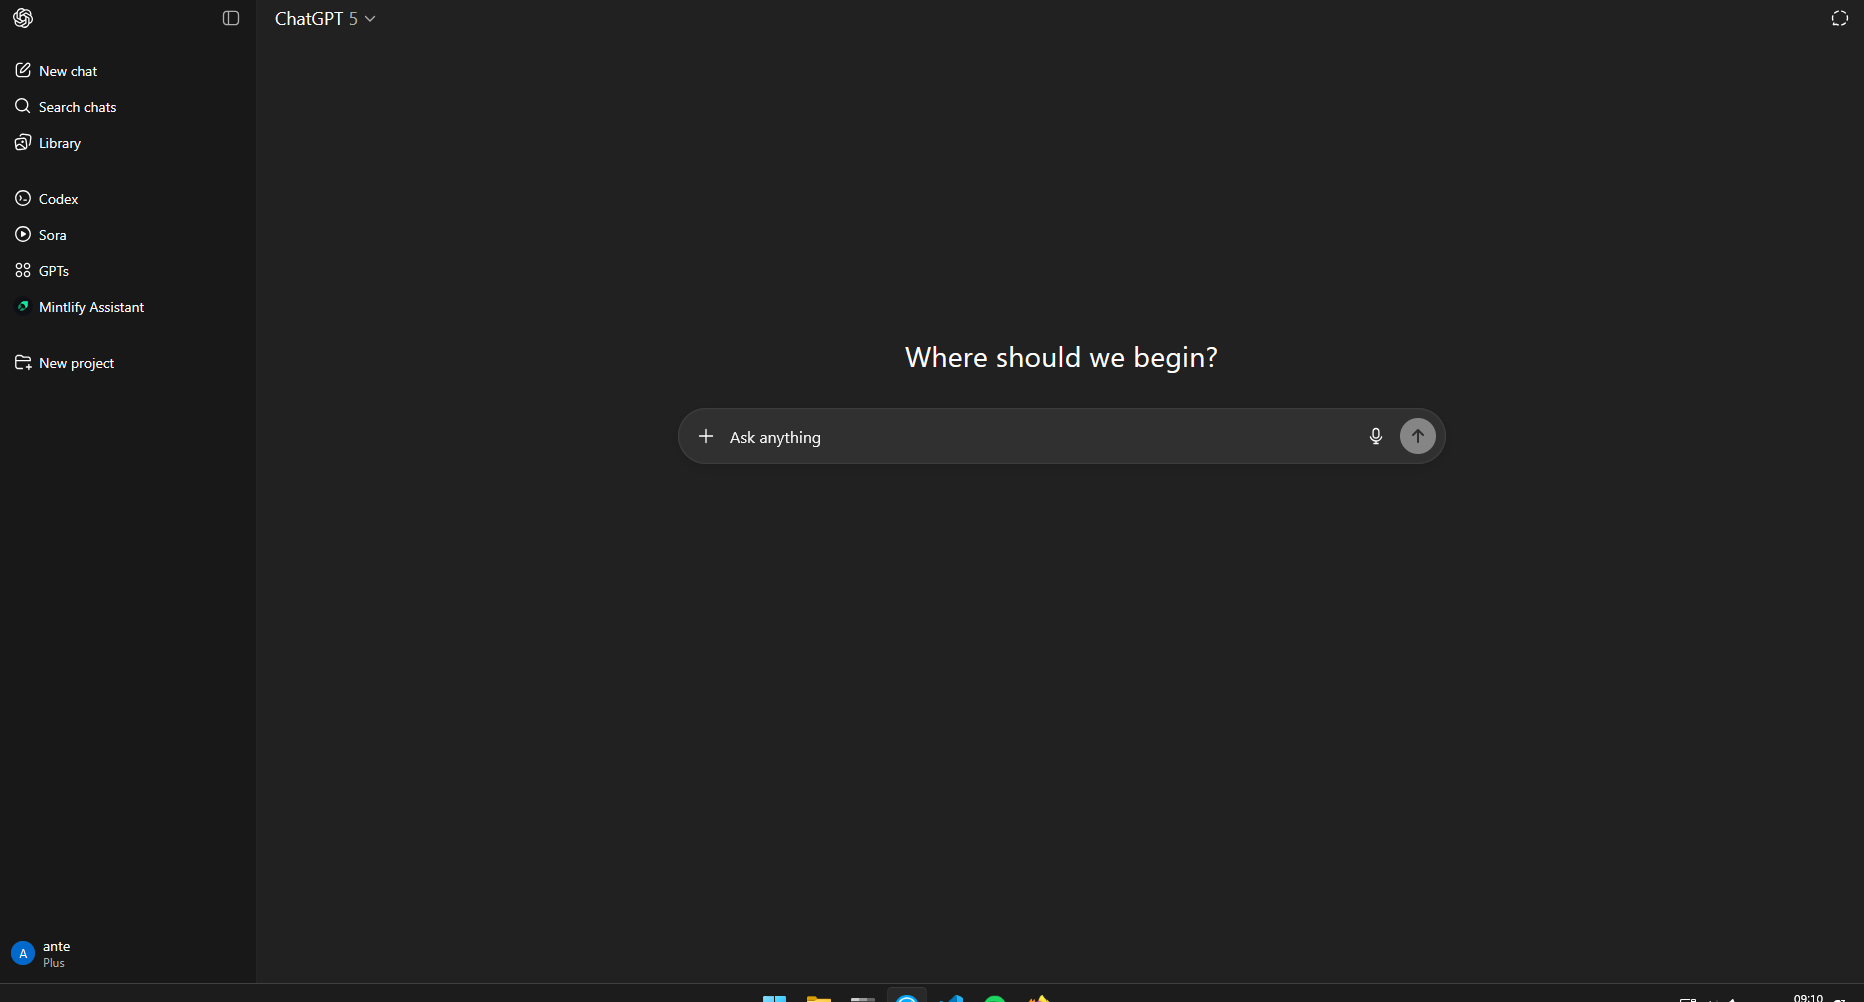 ChatGPT 5
New chat
Search chats
Library
Codex
Sora
GPTs
Mintlify Assistant
New project
Where should we begin?
Ask anything
A
ante
Plus
09:10